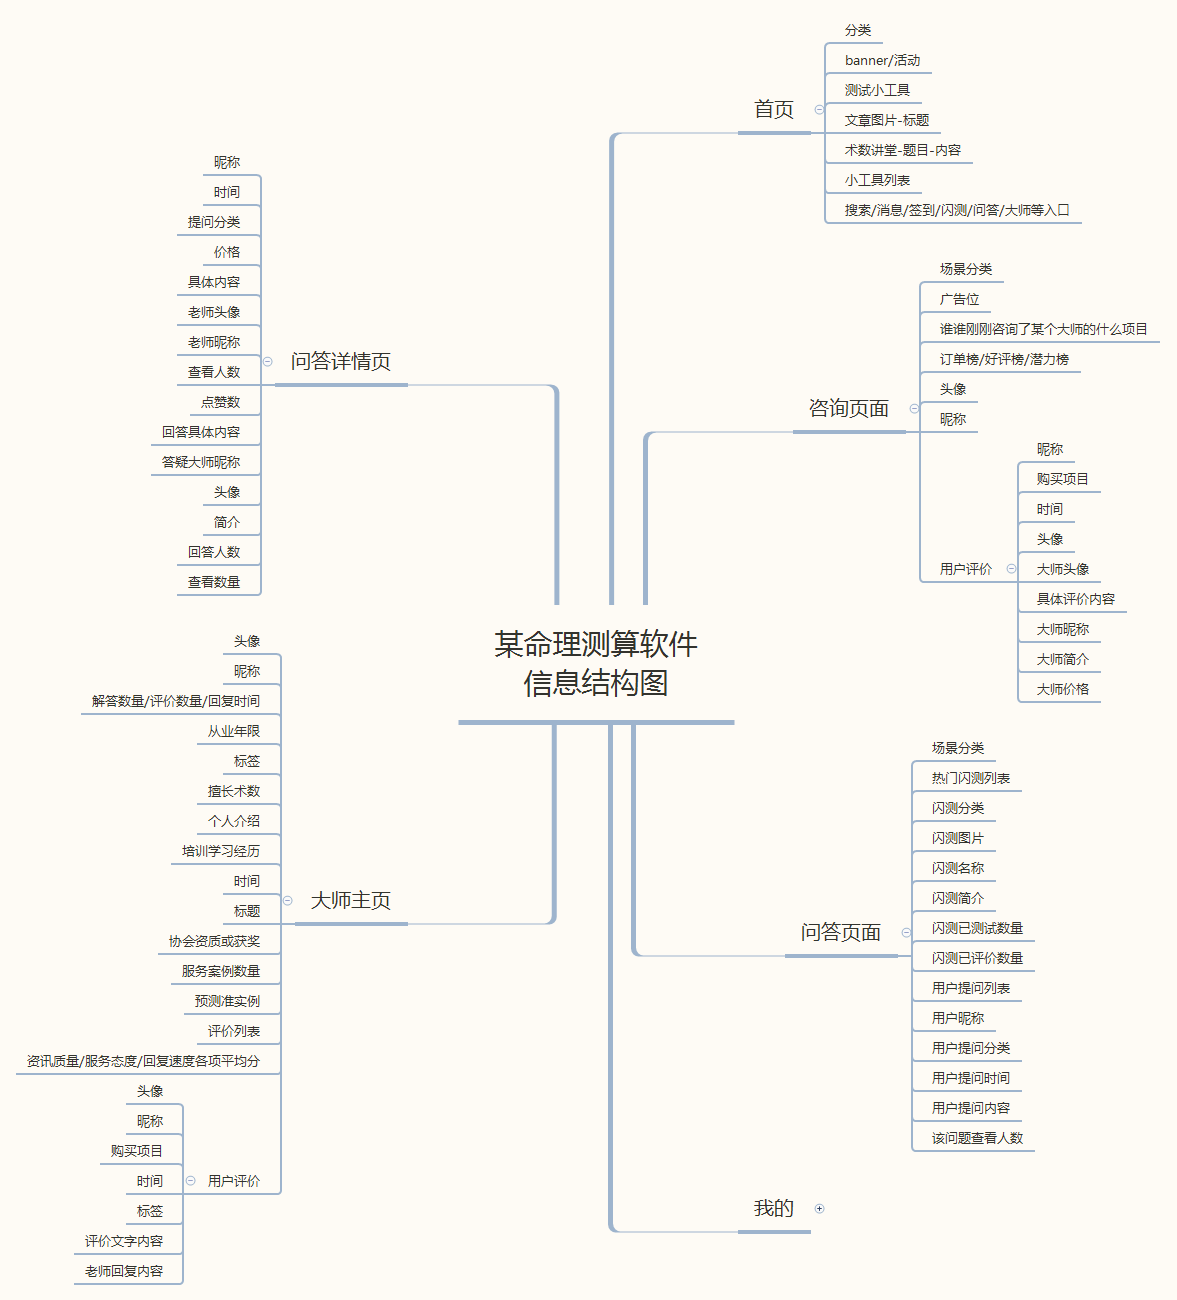 某命理测算软件
信息结构图
首页
分类
banner/活动
测试小工具
文章图片-标题
术数讲堂-题目-内容
小工具列表
搜索/消息/签到/闪测/问答/大师等入口
咨询页面
场景分类
广告位
谁谁刚刚咨询了某个大师的什么项目
订单榜/好评榜/潜力榜
头像
昵称
用户评价
昵称
购买项目
时间
头像
大师头像
具体评价内容
大师昵称
大师简介
大师价格
问答页面
场景分类
热门闪测列表
闪测分类
闪测图片
闪测名称
闪测简介
闪测已测试数量
闪测已评价数量
用户提问列表
用户昵称
用户提问分类
用户提问时间
用户提问内容
该问题查看人数
我的
问答详情页
昵称
时间
提问分类
价格
具体内容
老师头像
老师昵称
查看人数
点赞数
回答具体内容
答疑大师昵称
头像
简介
回答人数
查看数量
大师主页
头像
昵称
解答数量/评价数量/回复时间
从业年限
标签
擅长术数
个人介绍
培训学习经历
时间
标题
协会资质或获奖
服务案例数量
预测准实例
评价列表
资讯质量/服务态度/回复速度各项平均分
用户评价
头像
昵称
购买项目
时间
标签
评价文字内容
老师回复内容